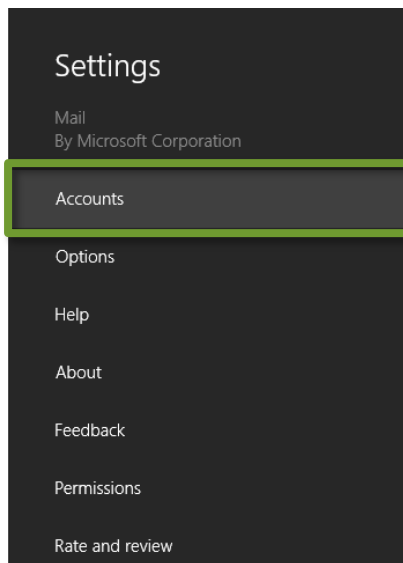 Settings
Mail
By Microsoft Corporation
Accounts
Options
Help
About
Feedback
Permissions
Rate and review